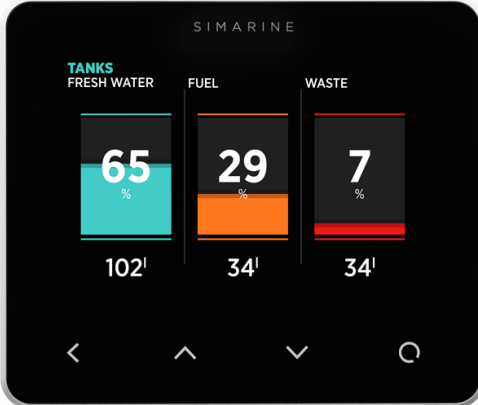 SIMARINE
TANKS
FRESH WATER
FUEL
WASTE
65
%
29
%
7
%
102l
34l
34l